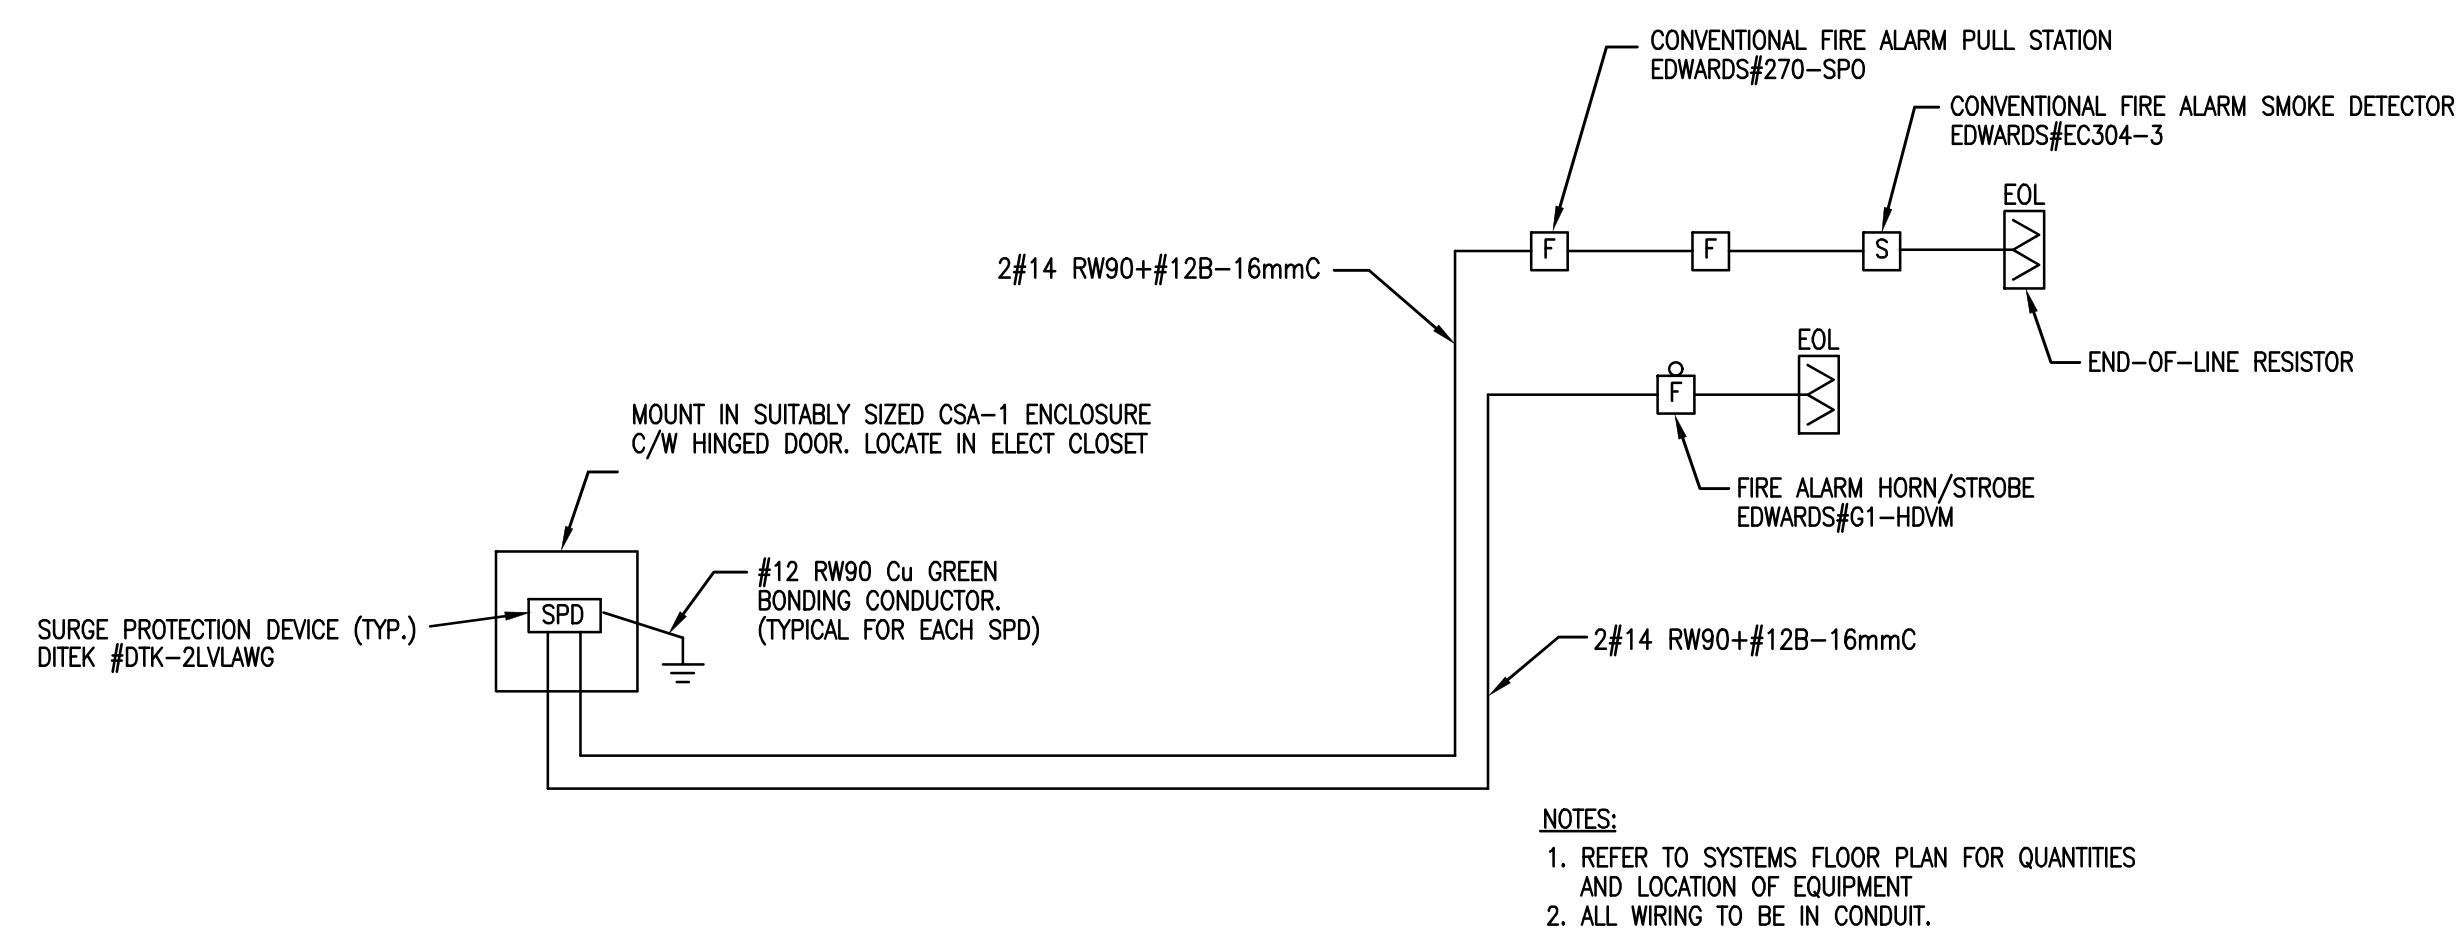 CONVENTIONAL FIRE ALARM PULL STATION
EDWARDS#270-SPO
CONVENTIONAL FIRE ALARM SMOKE DETECTOR
EDWARDS#EC304-3
EOL
F
F
S
2#14 RW90+#12B-16mmC
EOL
END-OF-LINE RESISTOR
F
MOUNT IN SUITABLY SIZED CSA-1 ENCLOSURE
C/W HINGED DOOR. LOCATE IN ELECT CLOSET
FIRE ALARM HORN/STROBE
EDWARDS#G1-HDVM
#12 RW90 Cu GREEN
BONDING CONDUCTOR.
(TYPICAL FOR EACH SPD)
SPD
SURGE PROTECTION DEVICE (TYP.)
DITEK #DTK-2LVLAWG
2#14 RW90+#12B-16mmC
NOTES:
1. REFER TO SYSTEMS FLOOR PLAN FOR QUANTITIES
AND LOCATION OF EQUIPMENT
2. ALL WIRING TO BE IN CONDUIT.